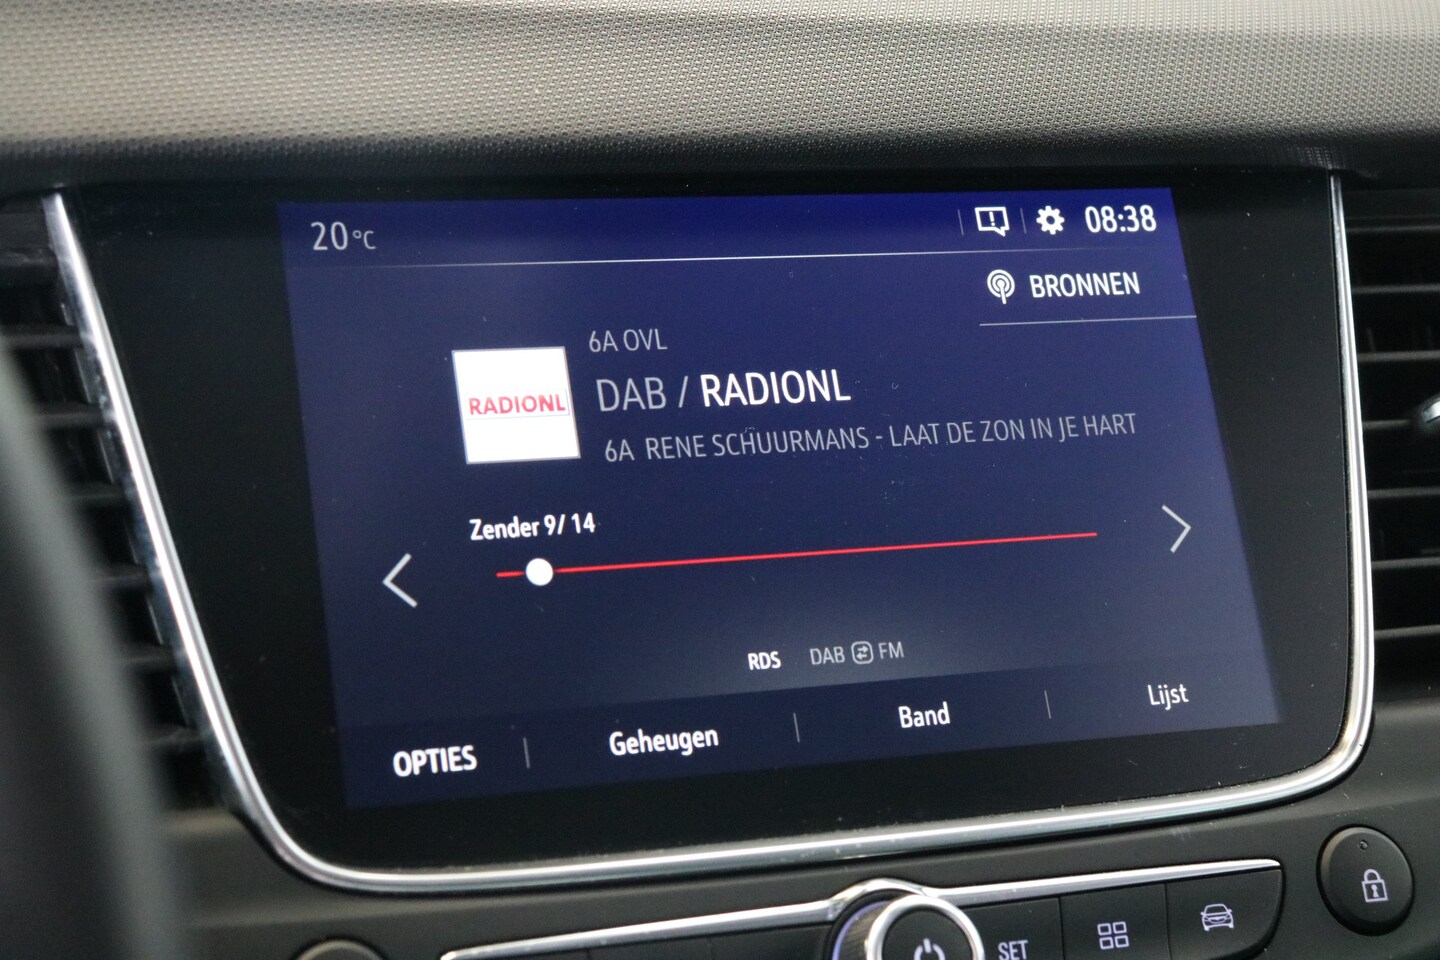 20°C
08:38
BRONNEN
6A OVL
RADIONL
DAB / RADIONL
6A RENE SCHUURMANS - LAAT DE ZON IN JE HART
Zender 9/14
RDS DAB FM
OPTIES Geheugen Band Lijst
SET